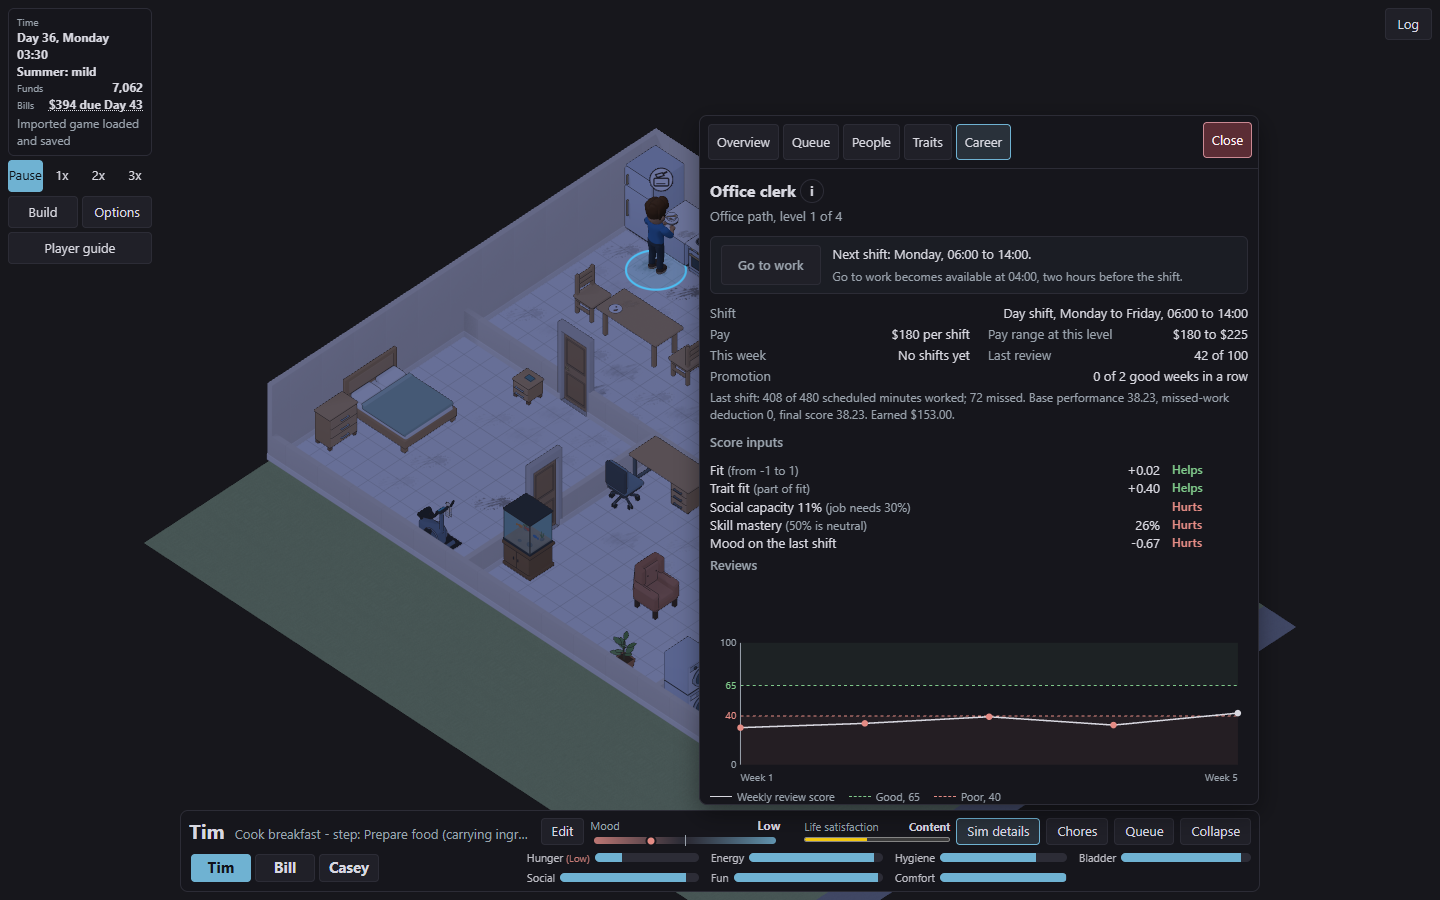 Time
Day 36, Monday
03:30
Summer: mild
Funds 7,062
Bills $394 due Day 43
Imported game loaded
and saved
Pause 1x 2x 3x
Build Options
Player guide
Log
Overview Queue People Traits Career Close
Office clerk i
Office path, level 1 of 4
Go to work
Next shift: Monday, 06:00 to 14:00.
Go to work becomes available at 04:00, two hours before the shift.
Shift Day shift, Monday to Friday, 06:00 to 14:00
Pay $180 per shift Pay range at this level $180 to $225
This week No shifts yet Last review 42 of 100
Promotion 0 of 2 good weeks in a row
Last shift: 408 of 480 scheduled minutes worked; 72 missed. Base performance 38.23, missed-work
deduction 0, final score 38.23. Earned $153.00.
Score inputs
Fit (from -1 to 1) +0.02 Helps
Trait fit (part of fit) +0.40 Helps
Social capacity 11% (job needs 30%) Hurts
Skill mastery (50% is neutral) 26% Hurts
Mood on the last shift -0.67 Hurts
Reviews
100
65
40
0
Week 1 Week 5
Weekly review score Good, 65 Poor, 40
Tim Cook breakfast - step: Prepare food (carrying ingr... Edit
Mood Low
Life satisfaction Content
Sim details Chores Queue Collapse
Tim Bill Casey
Hunger (Low) Energy Hygiene Bladder
Social Fun Comfort